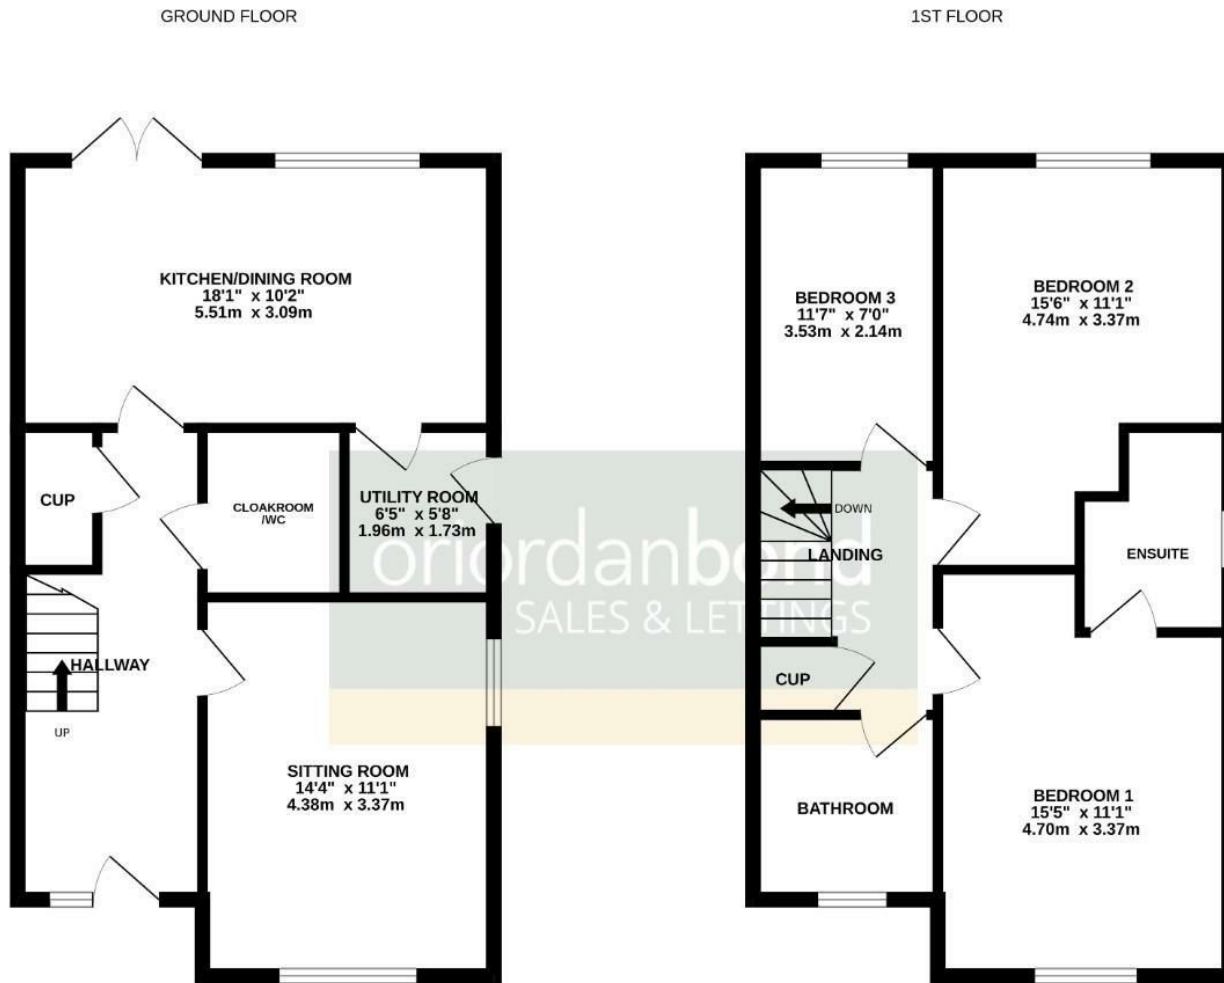 GROUND FLOOR
1ST FLOOR
KITCHEN/DINING ROOM
18'1" x 10'2"
5.51m x 3.09m
CUP
CLOAKROOM
/WC
UTILITY ROOM
6'5" x 5'8"
1.96m x 1.73m
HALLWAY
UP
SITTING ROOM
14'4" x 11'1"
4.38m x 3.37m
BEDROOM 3
11'7" x 7'0"
3.53m x 2.14m
BEDROOM 2
15'6" x 11'1"
4.74m x 3.37m
DOWN
LANDING
ENSUITE
CUP
BATHROOM
BEDROOM 1
15'5" x 11'1"
4.70m x 3.37m
oriordanbond
SALES & LETTINGS